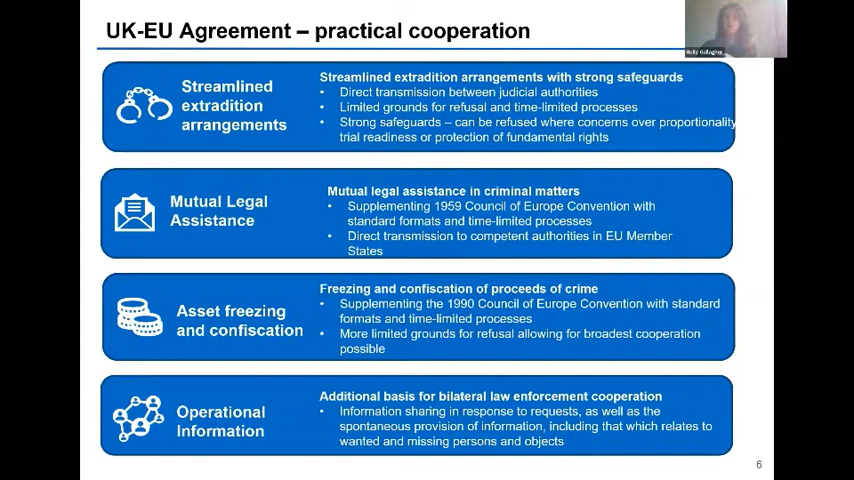 UK-EU Agreement – practical cooperation
Streamlined
extradition
arrangements
Streamlined extradition arrangements with strong safeguards
• Direct transmission between judicial authorities
• Limited grounds for refusal and time-limited processes
• Strong safeguards – can be refused where concerns over proportionality
trial readiness or protection of fundamental rights
Mutual Legal
Assistance
Mutual legal assistance in criminal matters
• Supplementing 1959 Council of Europe Convention with
standard formats and time-limited processes
• Direct transmission to competent authorities in EU Member
States
Asset freezing
and confiscation
Freezing and confiscation of proceeds of crime
• Supplementing the 1990 Council of Europe Convention with standard
formats and time-limited processes
• More limited grounds for refusal allowing for broadest cooperation
possible
Operational
Information
Additional basis for bilateral law enforcement cooperation
• Information sharing in response to requests, as well as the
spontaneous provision of information, including that which relates to
wanted and missing persons and objects
6